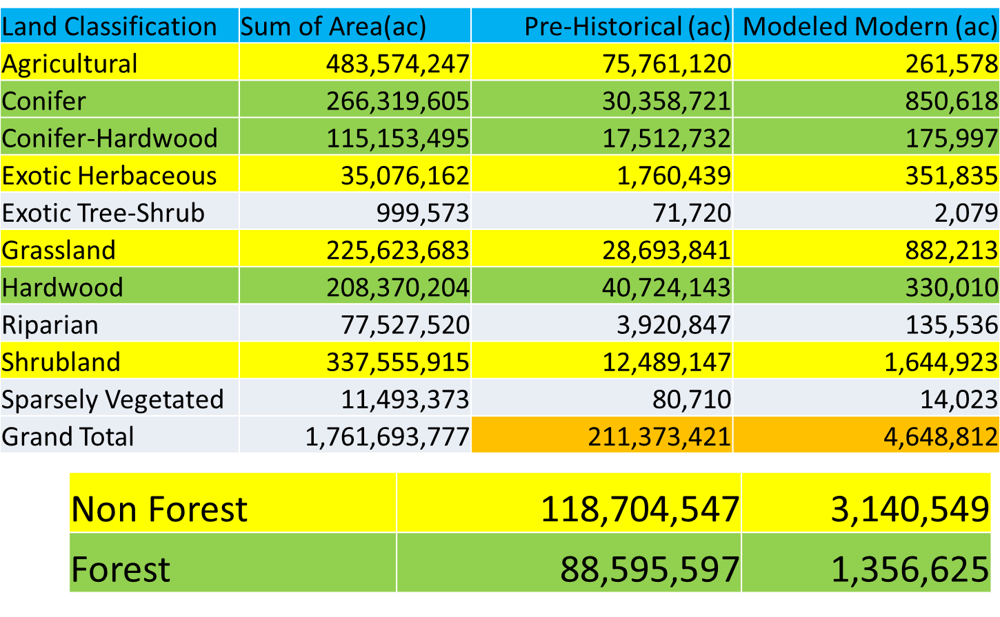 Land Classification Sum of Area(ac) Pre-Historical (ac) Modeled Modern (ac)
Agricultural 483,574,247 75,761,120 261,578
Conifer 266,319,605 30,358,721 850,618
Conifer-Hardwood 115,153,495 17,512,732 175,997
Exotic Herbaceous 35,076,162 1,760,439 351,835
Exotic Tree-Shrub 999,573 71,720 2,079
Grassland 225,623,683 28,693,841 882,213
Hardwood 208,370,204 40,724,143 330,010
Riparian 77,527,520 3,920,847 135,536
Shrubland 337,555,915 12,489,147 1,644,923
Sparsely Vegetated 11,493,373 80,710 14,023
Grand Total 1,761,693,777 211,373,421 4,648,812
Non Forest 118,704,547 3,140,549
Forest 88,595,597 1,356,625